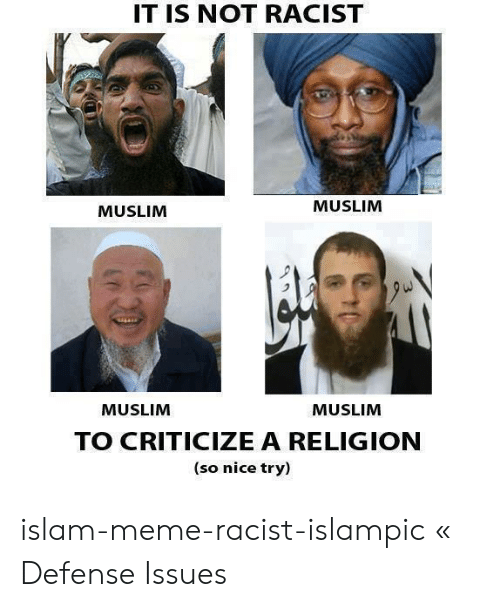 IT IS NOT RACIST
MUSLIM
MUSLIM
MUSLIM
MUSLIM
TO CRITICIZE A RELIGION
(so nice try)
islam-meme-racist-islampic «
Defense Issues